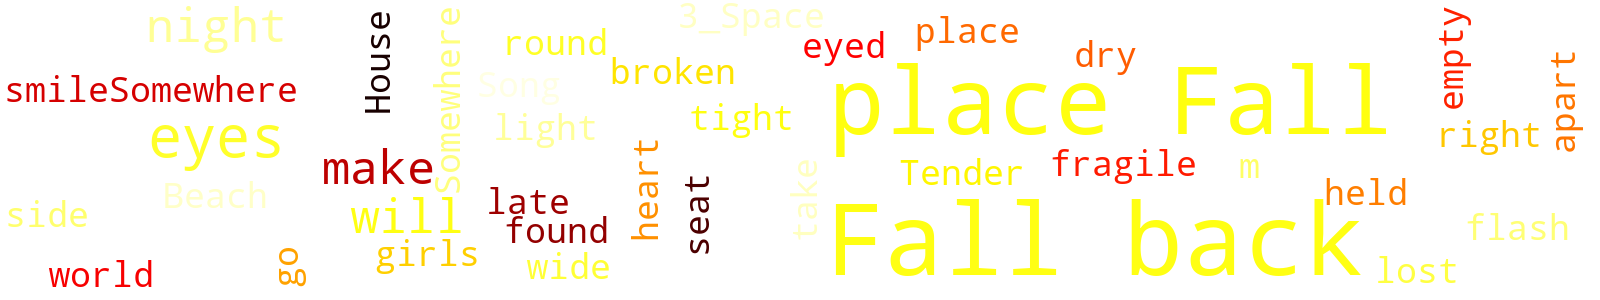 night
3_Space
House
Somewhere
round
eyed
place
dry
empty
smileSomewhere
Song
broken
place Fall
apart
eyes
light
tight
right
make
heart
Tender
fragile
m
Beach
late
seat
take
held
side
will
found
Fall back
flash
girls
wide
lost
world
go